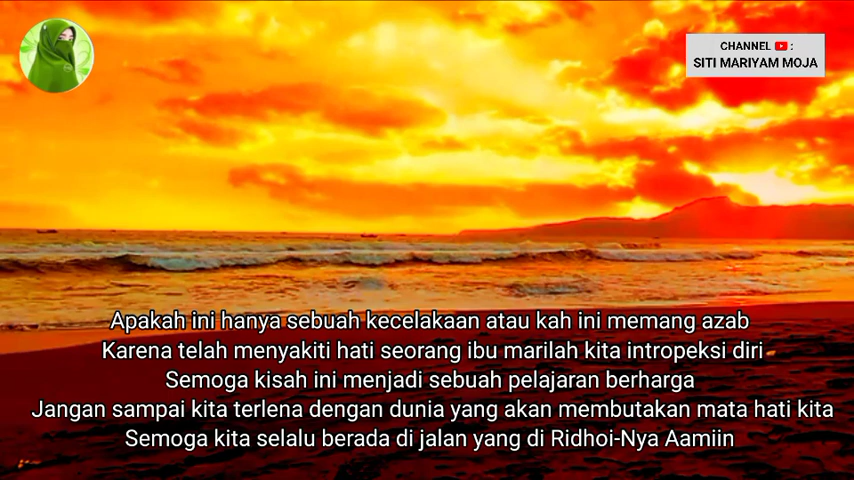 CHANNEL :
SITI MARIYAM MOJA
Apakah ini hanya sebuah kecelakaan atau kah ini memang azab
Karena telah menyakiti hati seorang ibu marilah kita intropeksi diri
Semoga kisah ini menjadi sebuah pelajaran berharga
Jangan sampai kita terlena dengan dunia yang akan membutakan mata hati kita
Semoga kita selalu berada di jalan yang di Ridhoi-Nya Aamiin